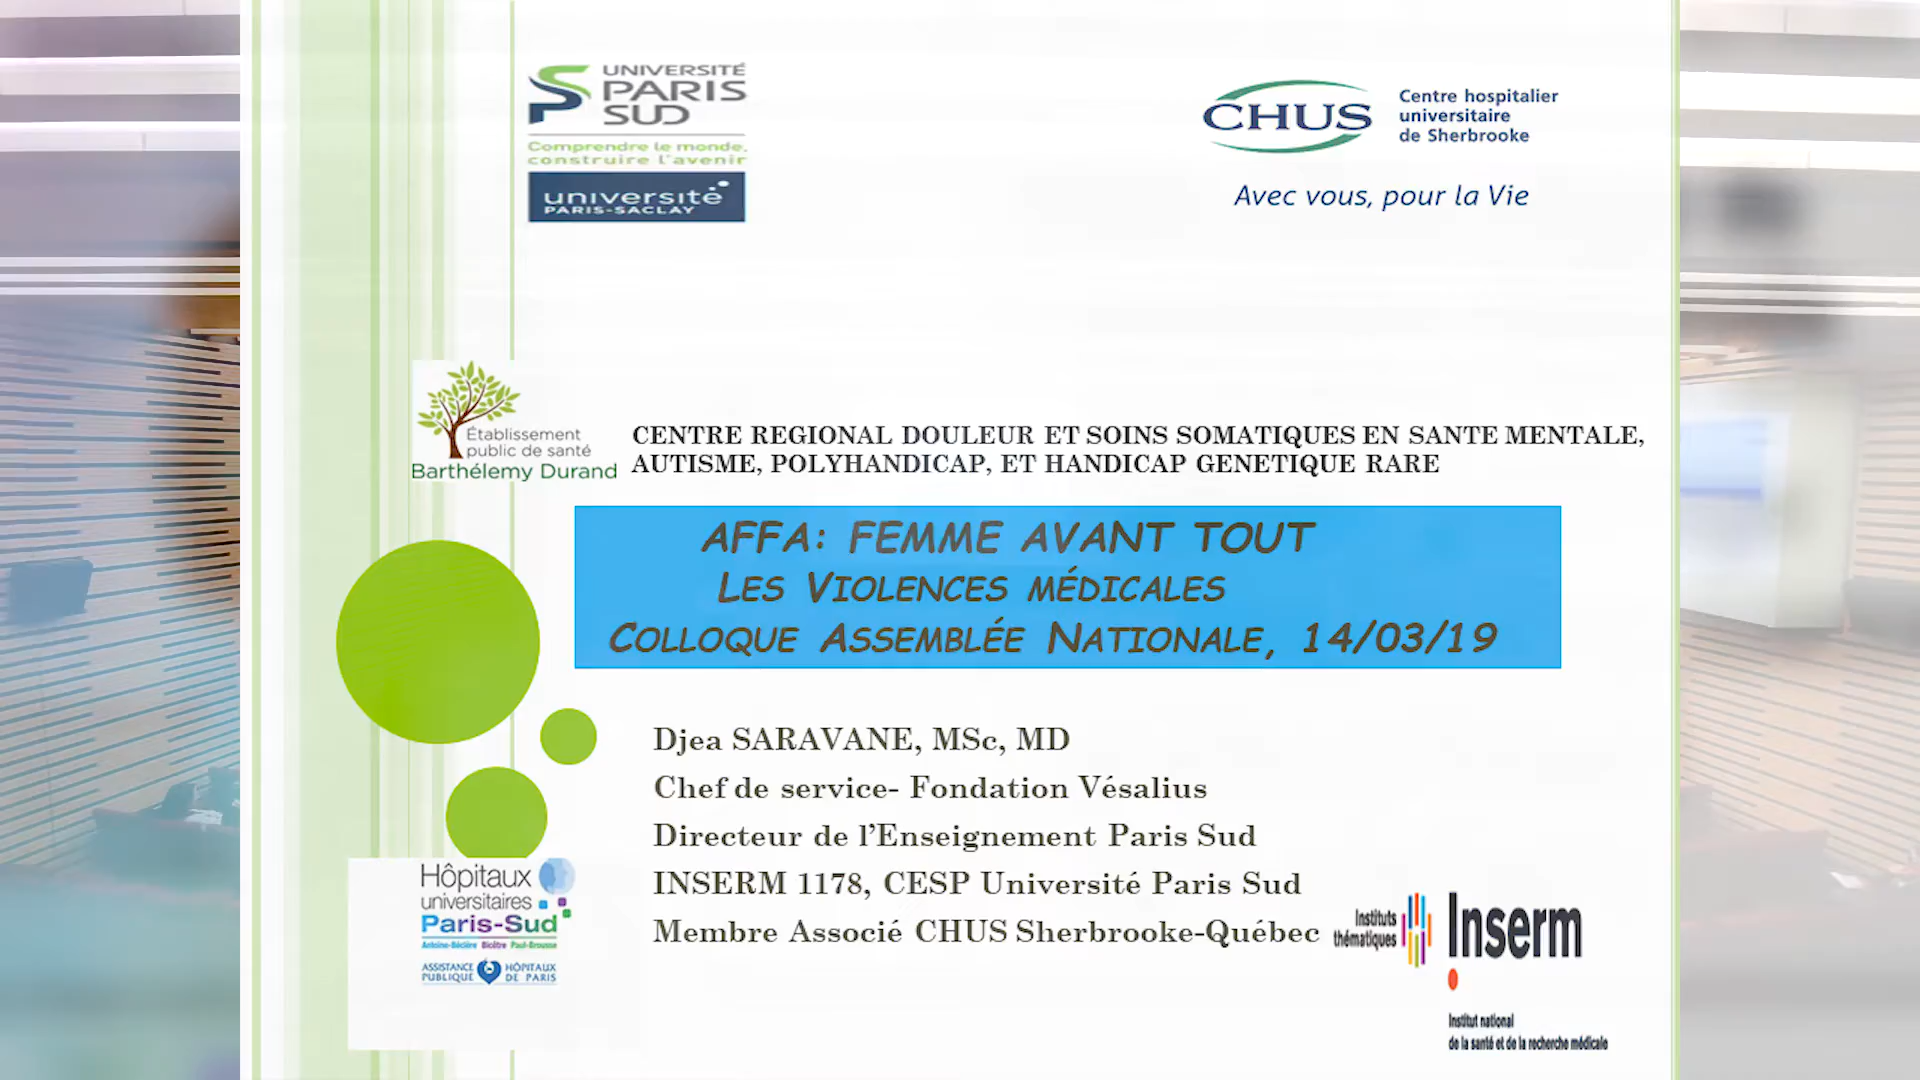 UNIVERSITÉ
PARIS
SUD
Comprendre le monde,
construire l'avenir
université
PARIS-SACLAY
CHUS
Centre hospitalier
universitaire
de Sherbrooke
Avec vous, pour la Vie
Établissement
public de santé
Barthélemy Durand
CENTRE REGIONAL DOULEUR ET SOINS SOMATIQUES EN SANTE MENTALE,
AUTISME, POLYHANDICAP, ET HANDICAP GENETIQUE RARE
AFFA: FEMME AVANT TOUT
LES VIOLENCES MÉDICALES
COLLOQUE ASSEMBLÉE NATIONALE, 14/03/19
Djea SARAVANE, MSc, MD
Chef de service- Fondation Vésalius
Directeur de l'Enseignement Paris Sud
INSERM 1178, CESP Université Paris Sud
Membre Associé CHUS Sherbrooke-Québec
Hôpitaux
universitaires
Paris-Sud
Antoine-Béclère Bicêtre Paul-Brousse
ASSISTANCE PUBLIQUE
HÔPITAUX DE PARIS
Instituts
thématiques
Inserm
Institut national
de la santé et de la recherche médicale